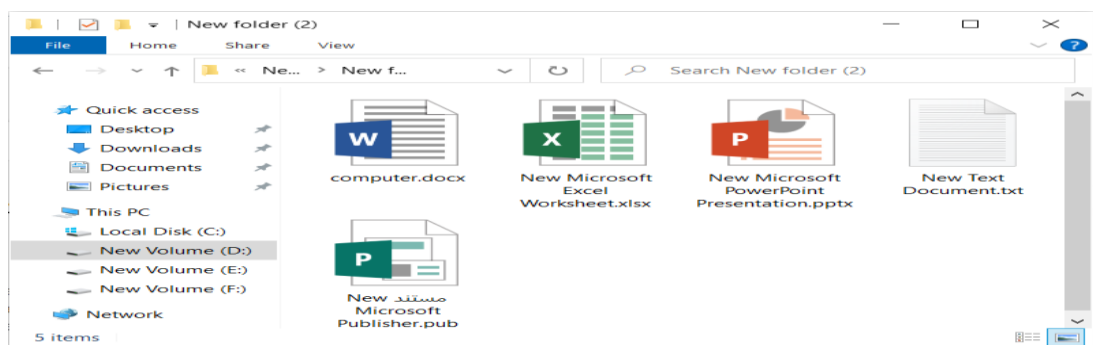 New folder (2)
File Home Share View
« Ne... > New f... Search New folder (2)
Quick access
Desktop
Downloads
Documents
Pictures
This PC
Local Disk (C:)
New Volume (D:)
New Volume (E:)
New Volume (F:)
Network
W
computer.docx
X
New Microsoft
Excel
Worksheet.xlsx
P
New Microsoft
PowerPoint
Presentation.pptx
New Text
Document.txt
P
New مستند
Microsoft
Publisher.pub
5 items